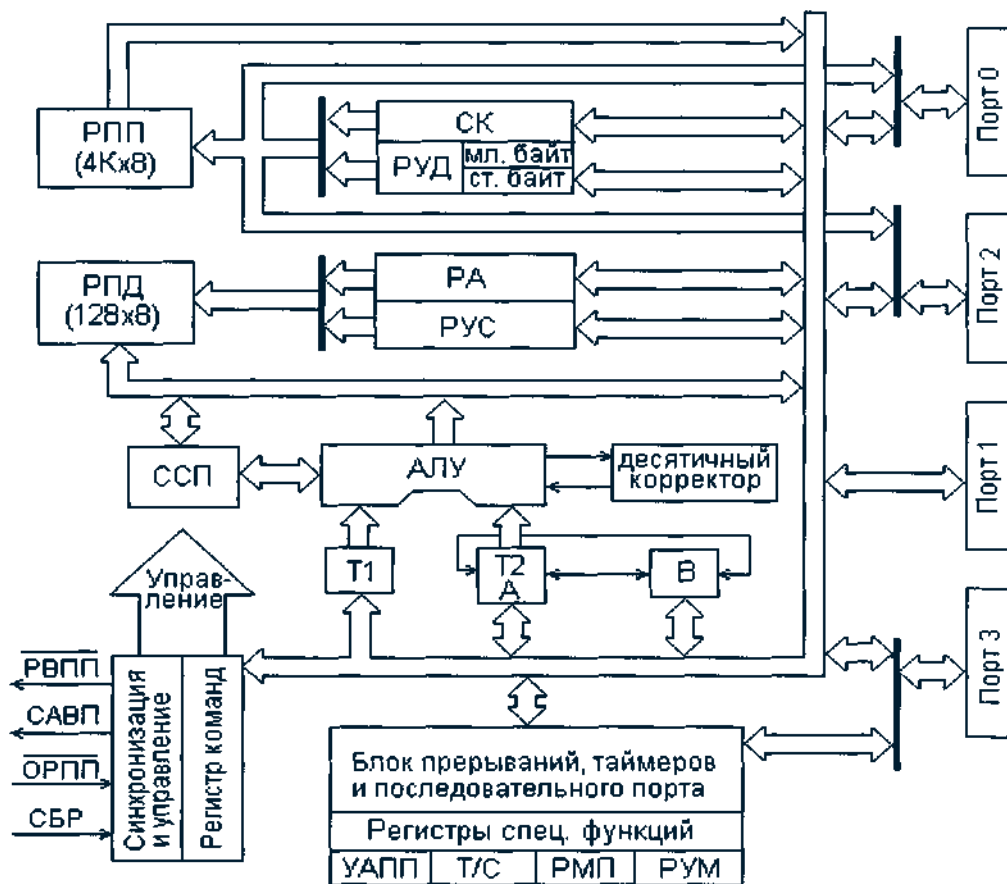 РПП
(4Кх8)
СК
РУД
мл. байт
ст. байт
Порт 0
РПД
(128х8)
РА
РУС
Порт 2
ССП
АЛУ
десятичный
корректор
Порт 1
Т1
Т2
А
В
Управ-
ление
Порт 3
РВПП
САВП
ОРПП
СБР
Синхронизация
и управление
Регистр команд
Блок прерываний, таймеров
и последовательного порта
Регистры спец. функций
УАПП
Т/С
РМП
РУМ